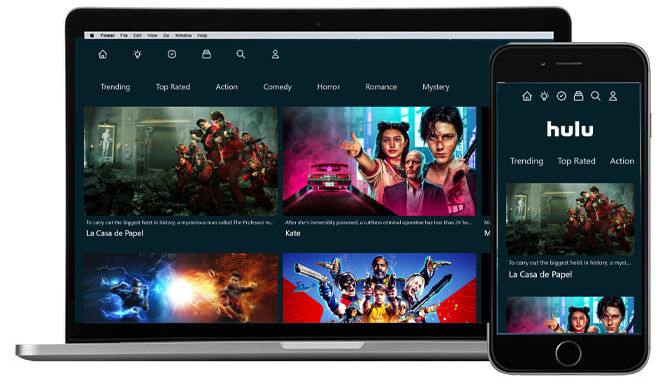 Finder File Edit View Go Window Help
Trending Top Rated Action Comedy Horror Romance Mystery
To carry out the biggest heist in history, a mysterious man called The Professor re...
La Casa de Papel
After she's irreversibly poisoned, a ruthless criminal operative has less than 24 ho...
Kate
M
hulu
Trending Top Rated Action
To carry out the biggest heist in history, a myst...
La Casa de Papel